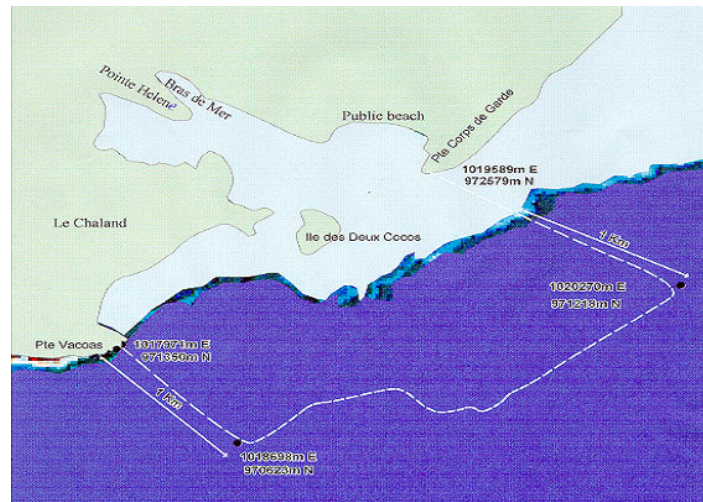 Pointe Helene
Bras de Mer
Public beach
Pte Corps de Garde
1019589m E
972579m N
Le Chaland
Ile des Deux Cocos
1 Km
1020270m E
971218m N
Pte Vacoas
1017971m E
971350m N
1 Km
1018698m E
970623m N